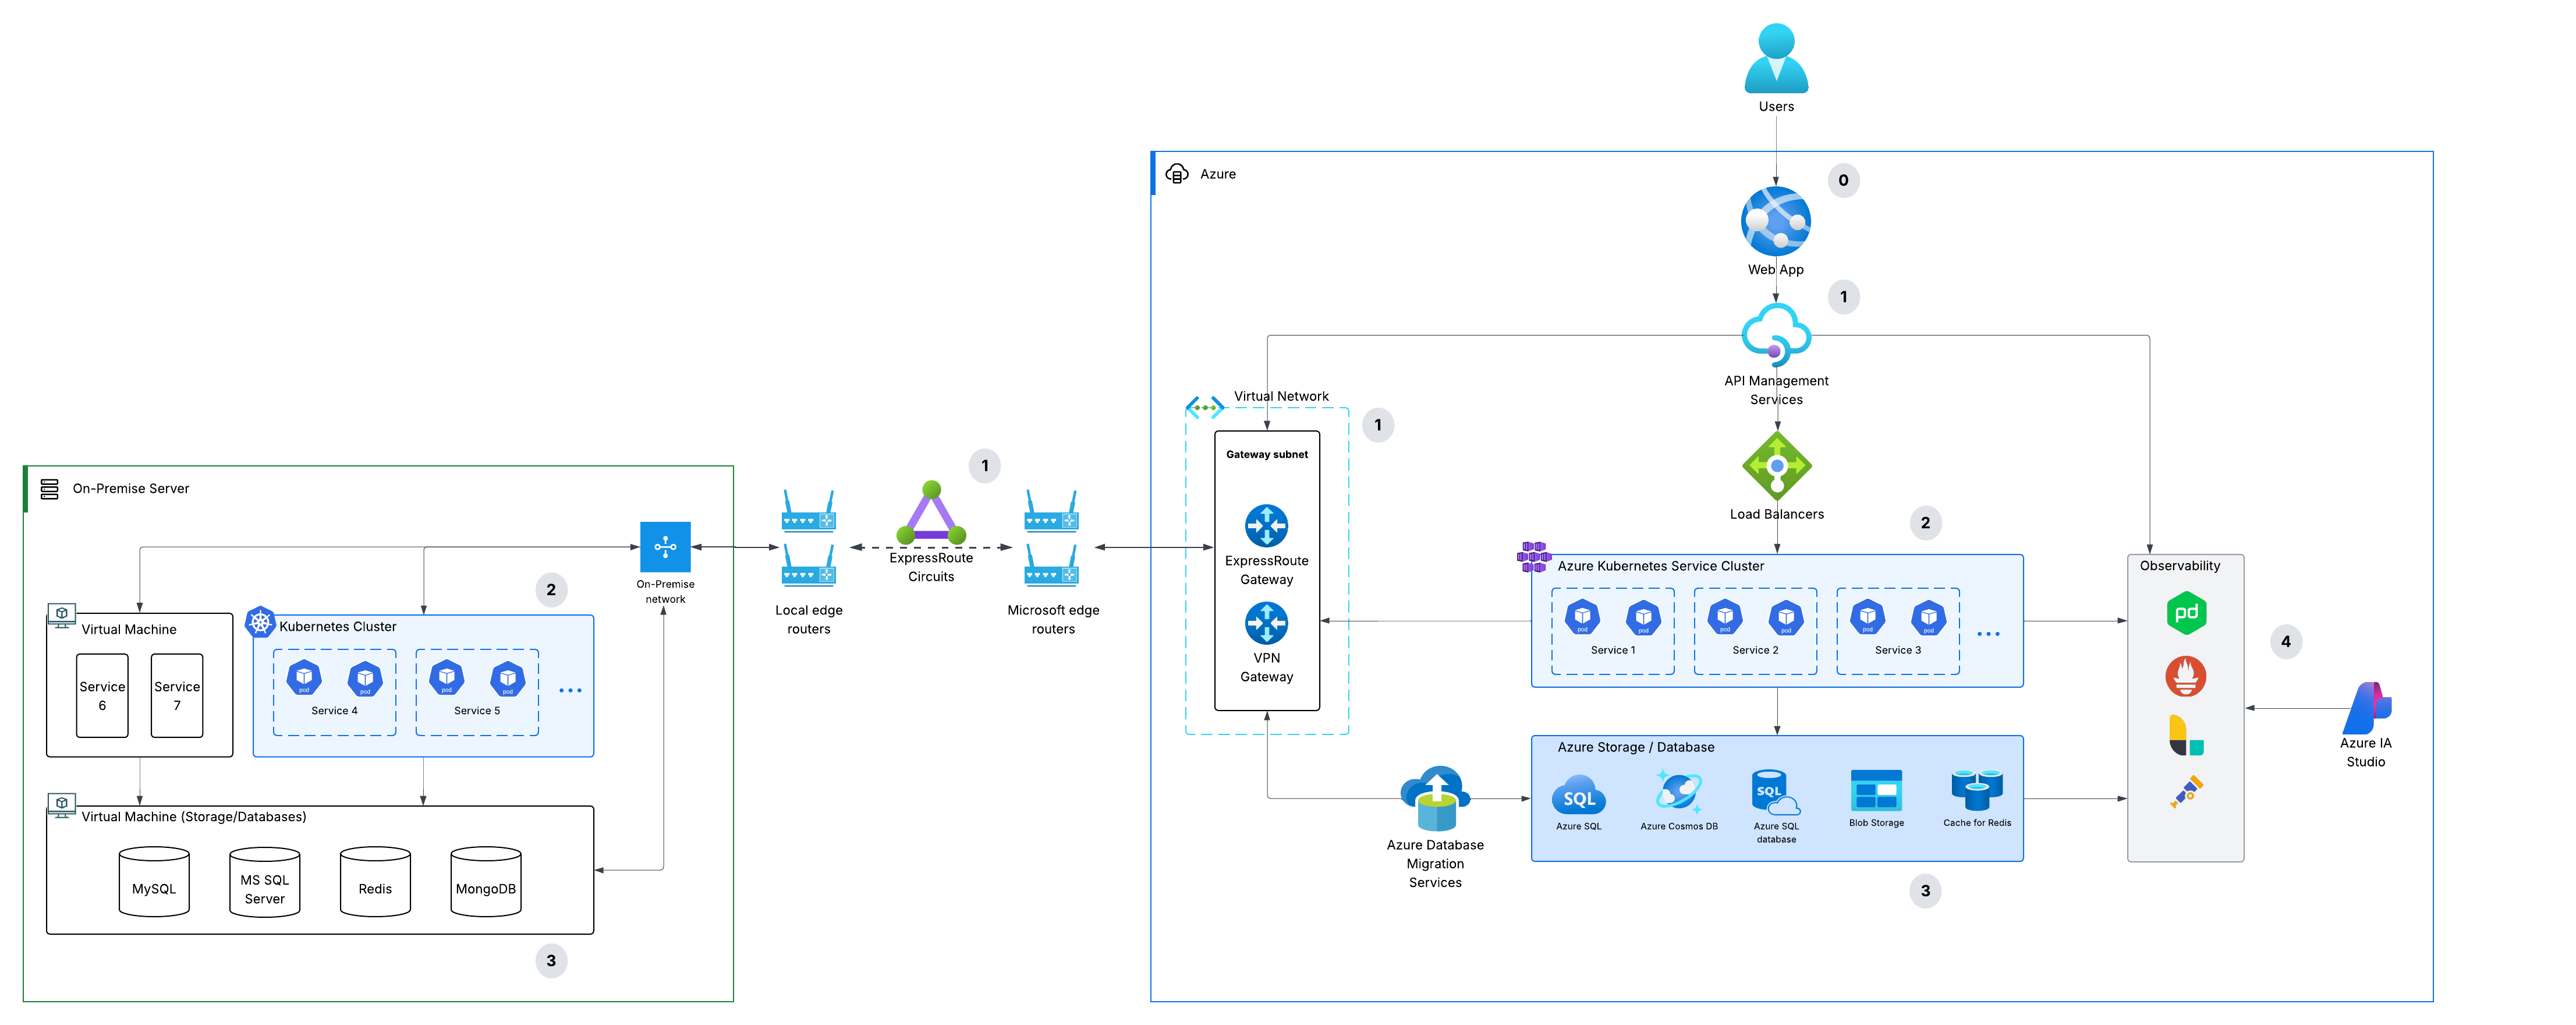 Users
0
Azure
Web App
1
API Management
Services
Virtual Network
1
Gateway subnet
ExpressRoute
Gateway
VPN
Gateway
Load Balancers
2
Azure Kubernetes Service Cluster
pod
pod
Service 1
pod
pod
Service 2
pod
pod
Service 3
...
Observability
pd
4
Azure IA
Studio
Azure Storage / Database
SQL
Azure SQL
Azure Cosmos DB
SQL
Azure SQL
database
Blob Storage
Cache for Redis
3
Azure Database
Migration
Services
1
ExpressRoute
Circuits
Local edge
routers
Microsoft edge
routers
On-Premise Server
On-Premise
network
2
Virtual Machine
Service
6
Service
7
Kubernetes Cluster
pod
pod
Service 4
pod
pod
Service 5
...
Virtual Machine (Storage/Databases)
MySQL
MS SQL
Server
Redis
MongoDB
3